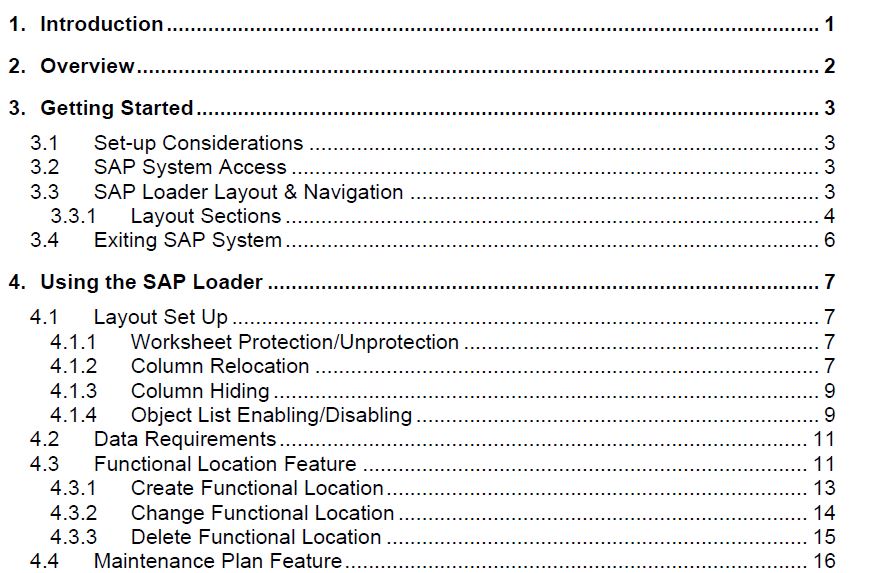 1. Introduction 1
2. Overview 2
3. Getting Started 3
3.1 Set-up Considerations 3
3.2 SAP System Access 3
3.3 SAP Loader Layout & Navigation 3
3.3.1 Layout Sections 4
3.4 Exiting SAP System 6
4. Using the SAP Loader 7
4.1 Layout Set Up 7
4.1.1 Worksheet Protection/Unprotection 7
4.1.2 Column Relocation 7
4.1.3 Column Hiding 9
4.1.4 Object List Enabling/Disabling 9
4.2 Data Requirements 11
4.3 Functional Location Feature 11
4.3.1 Create Functional Location 13
4.3.2 Change Functional Location 14
4.3.3 Delete Functional Location 15
4.4 Maintenance Plan Feature 16